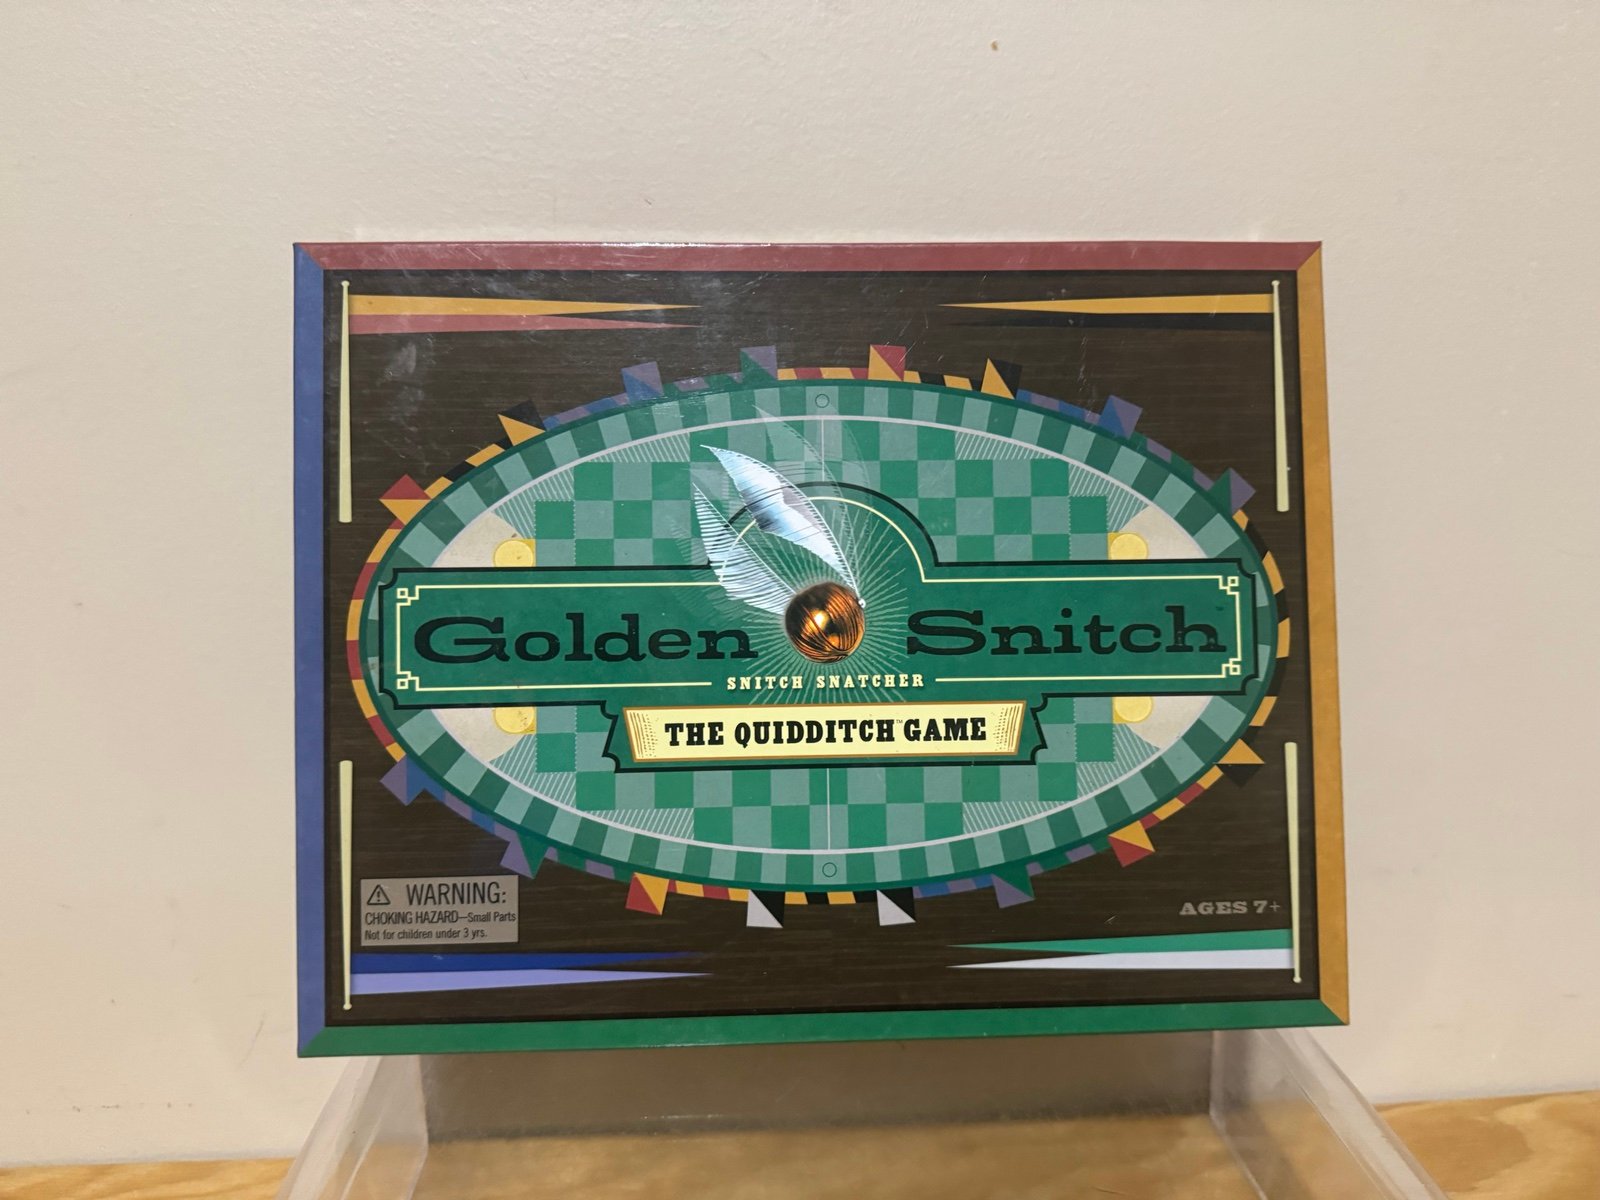 Golden Snitch
SNITCH SNATCHER
THE QUIDDITCH™ GAME
WARNING:
CHOKING HAZARD—Small Parts
Not for children under 3 yrs.
AGES 7+